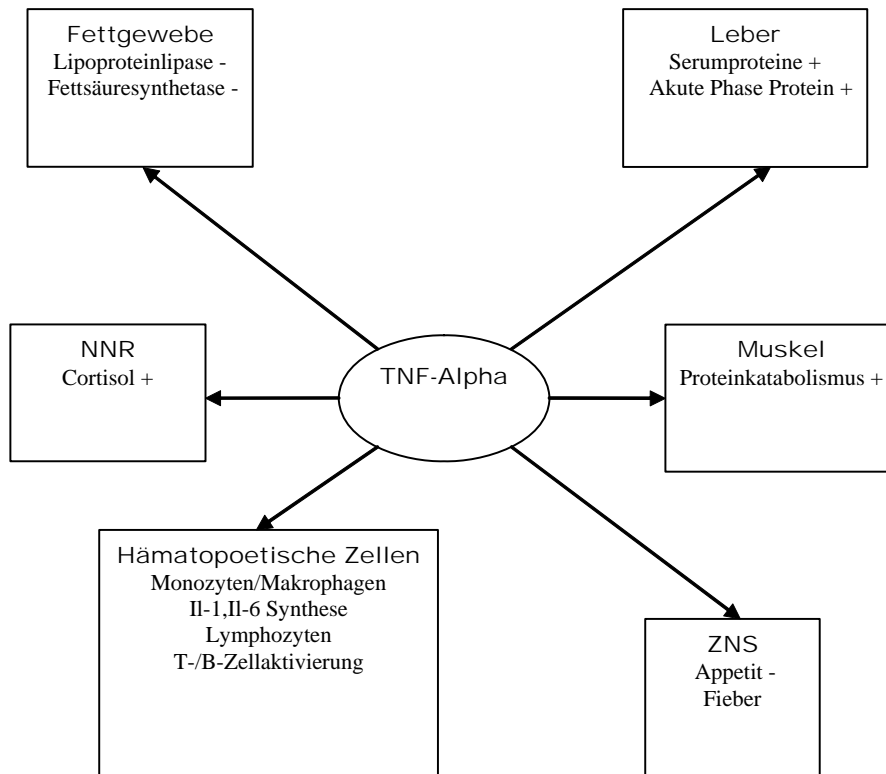 Fettgewebe
Lipoproteinlipase -
Fettsäuresynthetase -
Leber
Serumproteine +
Akute Phase Protein +
NNR
Cortisol +
TNF-Alpha
Muskel
Proteinkatabolismus +
Hämatopoetische Zellen
Monozyten/Makrophagen
Il-1,Il-6 Synthese
Lymphozyten
T-/B-Zellaktivierung
ZNS
Appetit -
Fieber